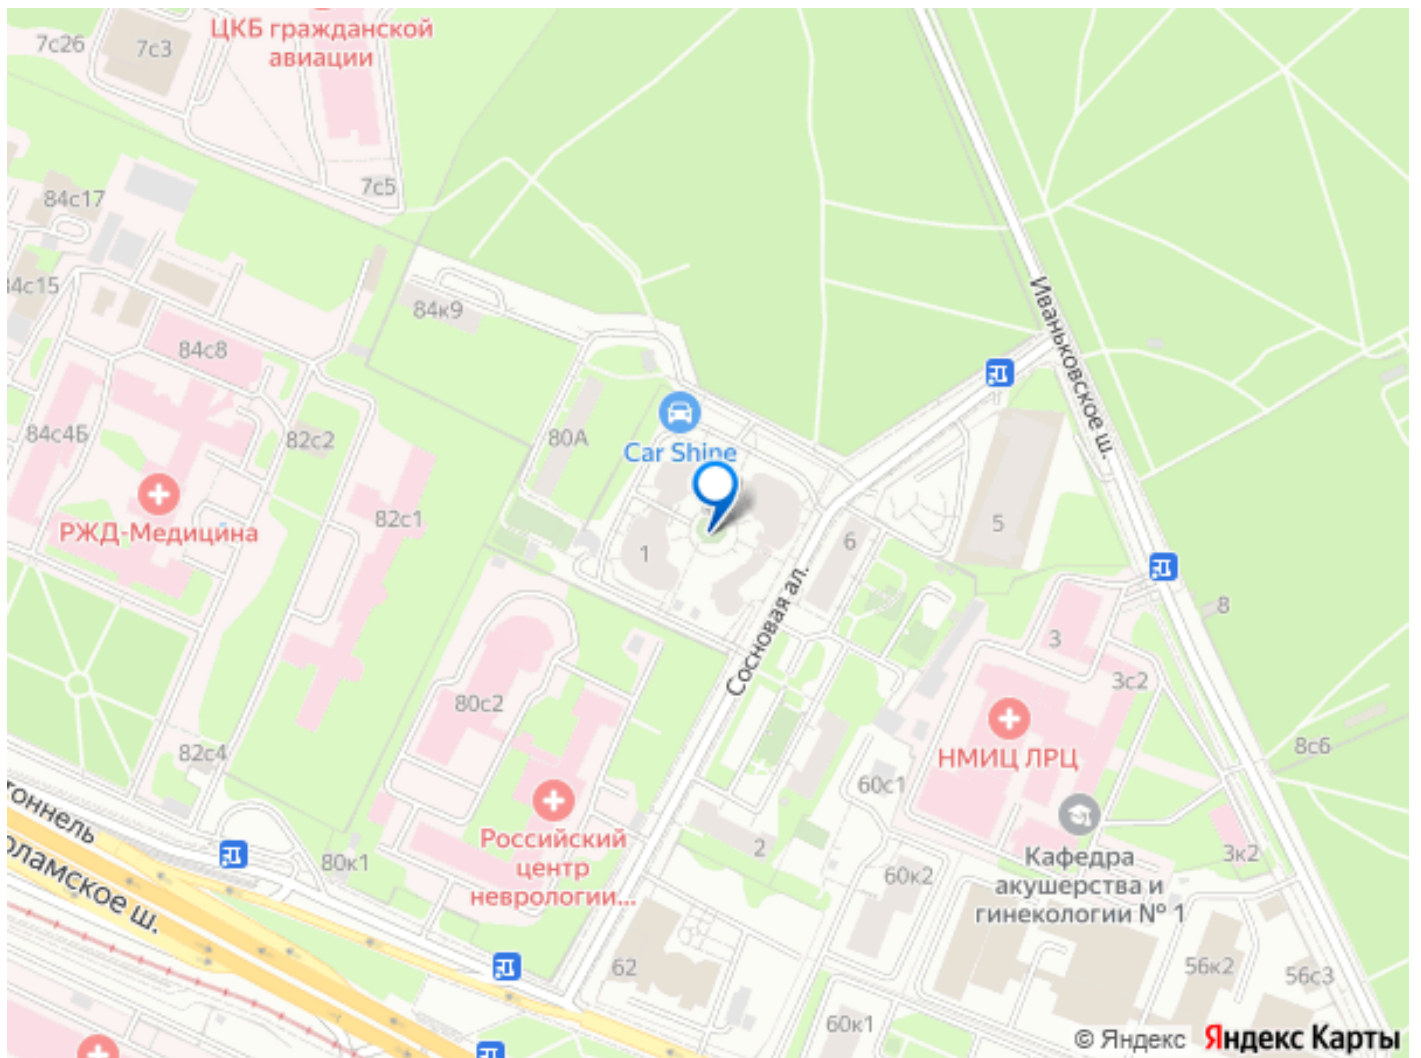 ЦКБ гражданской
авиации
7с26
7с3
7с5
84с17
84с15
84к9
84с8
84с4Б
82с2
80А
Car Shine
РЖД-Медицина
82с1
1
6
5
Иваньковское ш.
Сосновая ал.
8
3
3с2
80с2
82с4
НМИЦ ЛРЦ
8с6
60с1
тоннель
80к1
Российский
центр
неврологии...
2
Кафедра
акушерства и
гинекологии № 1
3к2
60к2
оламское ш.
62
56к2
56с3
60к1
© Яндекс Яндекс Карты